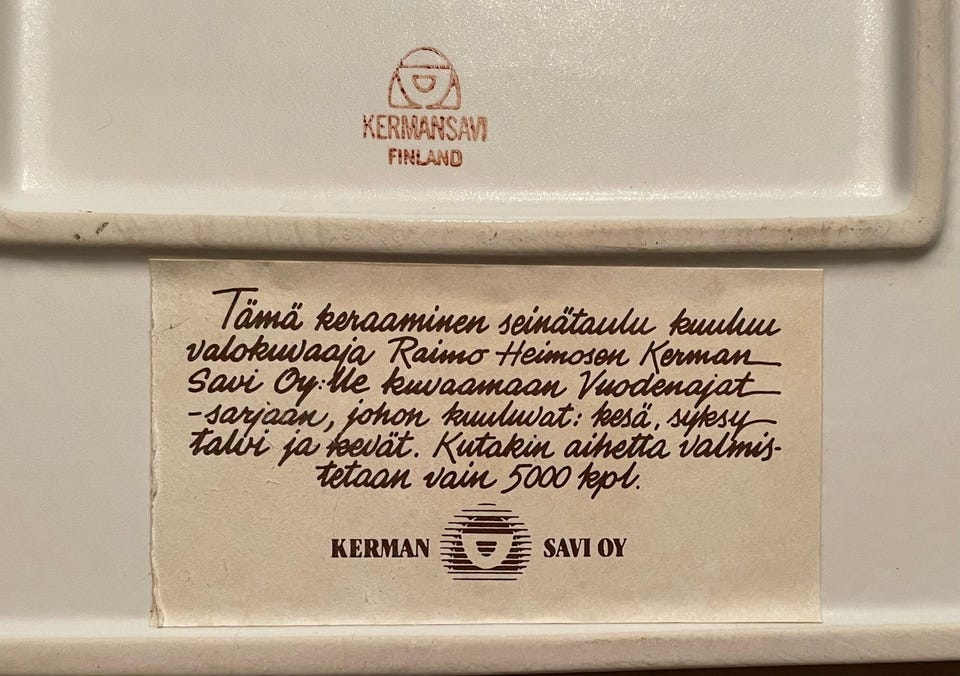 KERMANSAVI
FINLAND
Tämä keraaminen seinätaulu kuuluu
valokuvaaja Raimo Heimosen Kerman
Savi Oy:lle kuvaamaan Vuodenajat
-sarjaan, johon kuuluvat: kesä, syksy
talvi ja kevät. Kutakin aihetta valmis-
tetaan vain 5000 kpl.
KERMAN SAVI OY